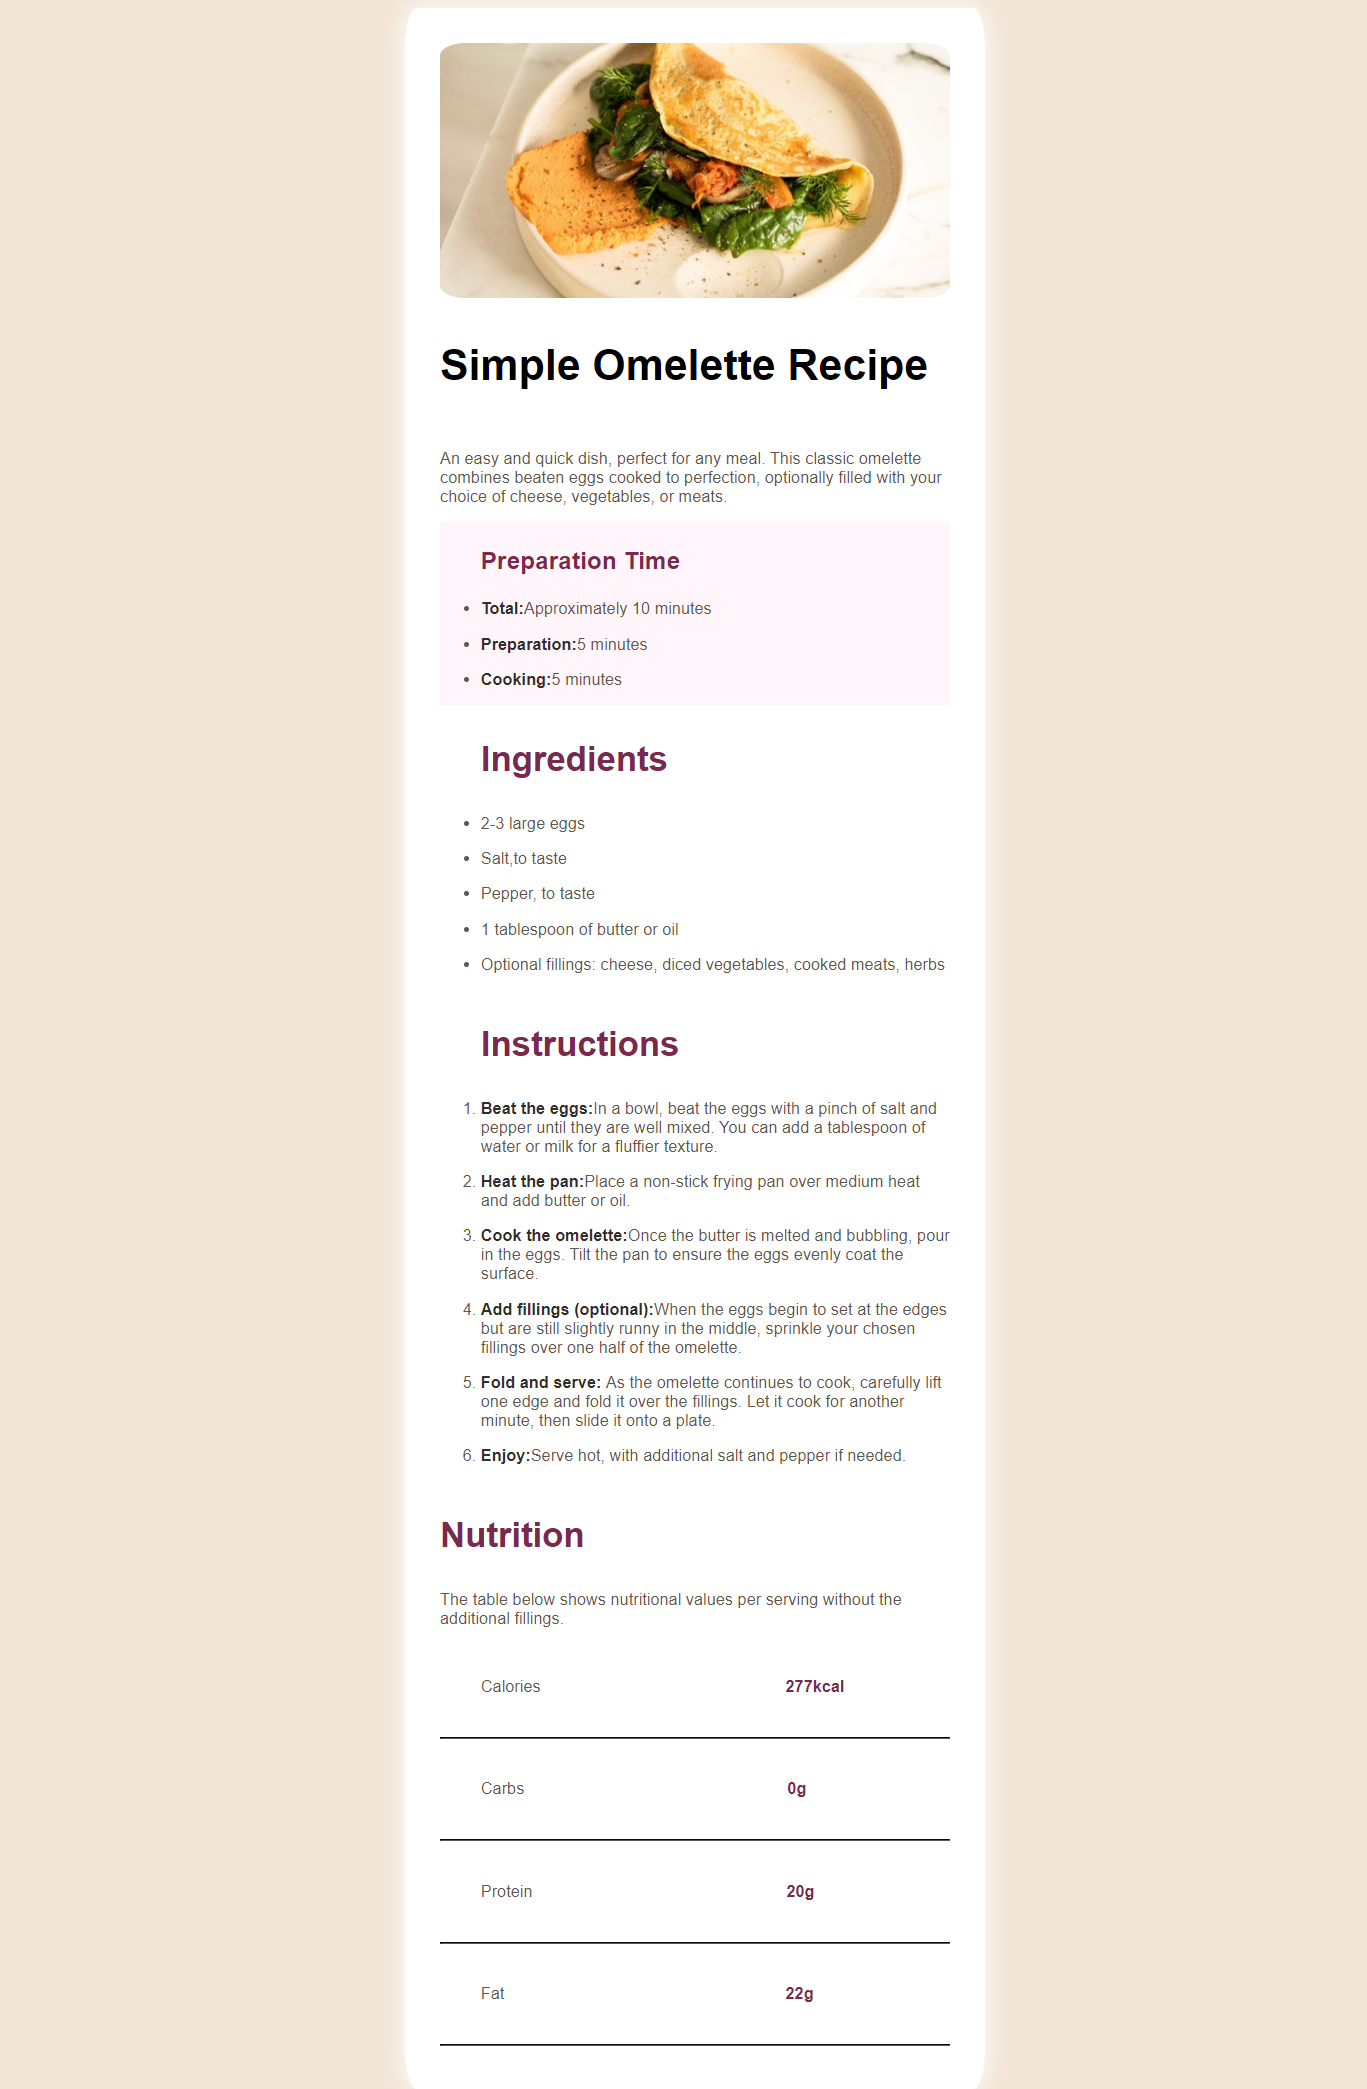 Simple Omelette Recipe
An easy and quick dish, perfect for any meal. This classic omelette
combines beaten eggs cooked to perfection, optionally filled with your
choice of cheese, vegetables, or meats.
Preparation Time
• Total:Approximately 10 minutes
• Preparation:5 minutes
• Cooking:5 minutes
Ingredients
• 2-3 large eggs
• Salt,to taste
• Pepper, to taste
• 1 tablespoon of butter or oil
• Optional fillings: cheese, diced vegetables, cooked meats, herbs
Instructions
1. Beat the eggs:In a bowl, beat the eggs with a pinch of salt and
pepper until they are well mixed. You can add a tablespoon of
water or milk for a fluffier texture.
2. Heat the pan:Place a non-stick frying pan over medium heat
and add butter or oil.
3. Cook the omelette:Once the butter is melted and bubbling, pour
in the eggs. Tilt the pan to ensure the eggs evenly coat the
surface.
4. Add fillings (optional):When the eggs begin to set at the edges
but are still slightly runny in the middle, sprinkle your chosen
fillings over one half of the omelette.
5. Fold and serve: As the omelette continues to cook, carefully lift
one edge and fold it over the fillings. Let it cook for another
minute, then slide it onto a plate.
6. Enjoy:Serve hot, with additional salt and pepper if needed.
Nutrition
The table below shows nutritional values per serving without the
additional fillings.
Calories 277kcal
Carbs 0g
Protein 20g
Fat 22g